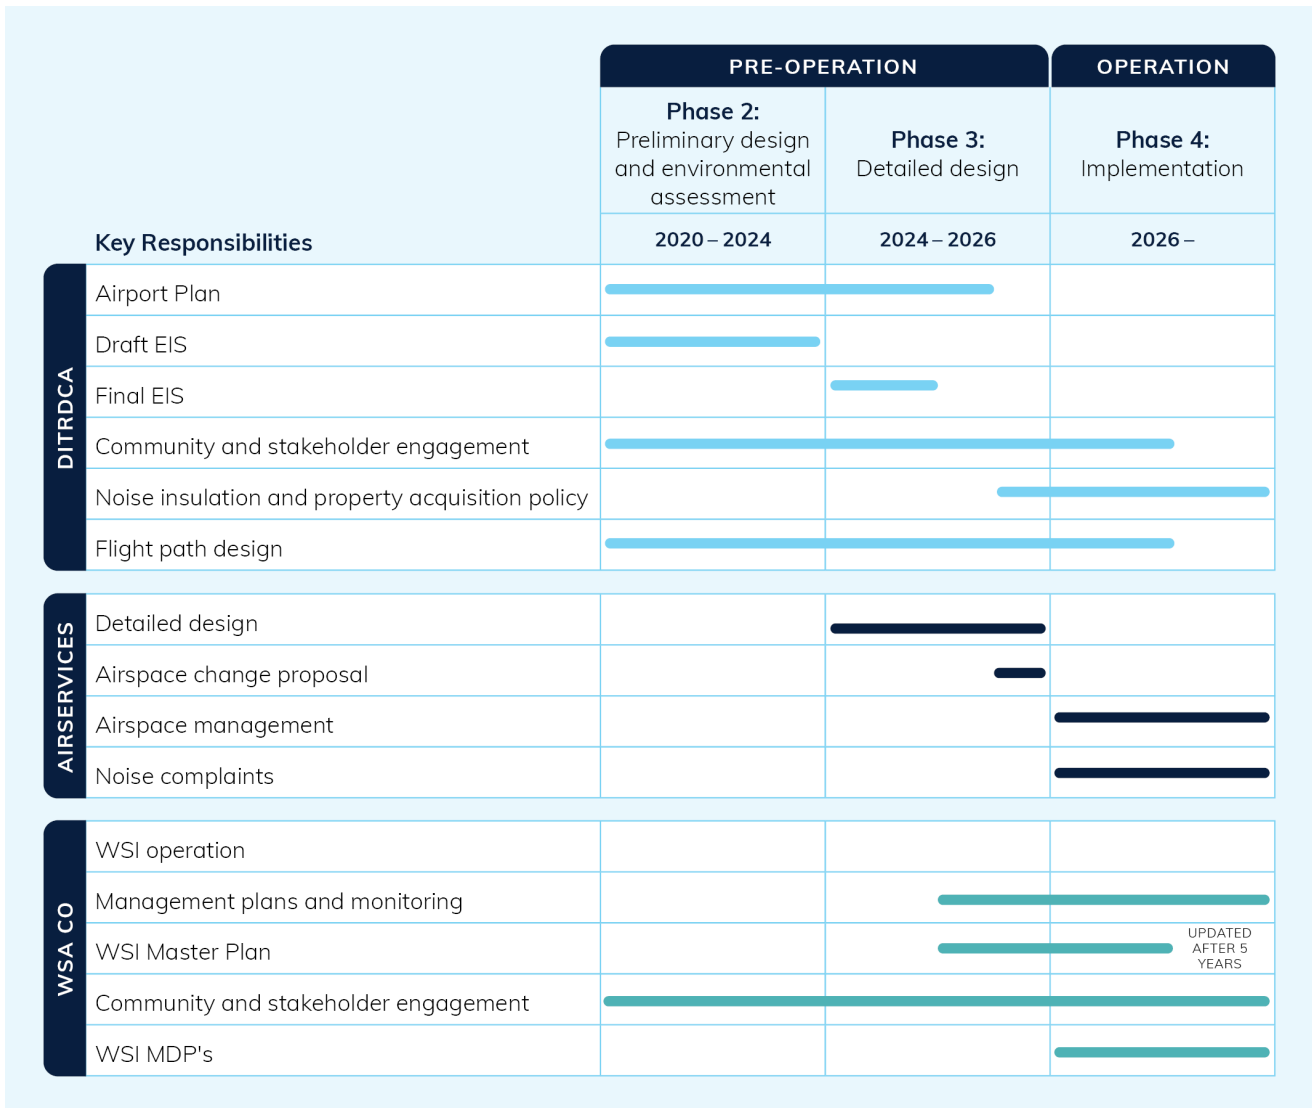 PRE-OPERATION
OPERATION
Phase 2:
Preliminary design
and environmental
assessment
Phase 3:
Detailed design
Phase 4:
Implementation
Key Responsibilities
2020 – 2024
2024 – 2026
2026 –
DITRDCA
Airport Plan
Draft EIS
Final EIS
Community and stakeholder engagement
Noise insulation and property acquisition policy
Flight path design
AIRSERVICES
Detailed design
Airspace change proposal
Airspace management
Noise complaints
WSA CO
WSI operation
Management plans and monitoring
WSI Master Plan
UPDATED
AFTER 5
YEARS
Community and stakeholder engagement
WSI MDP's